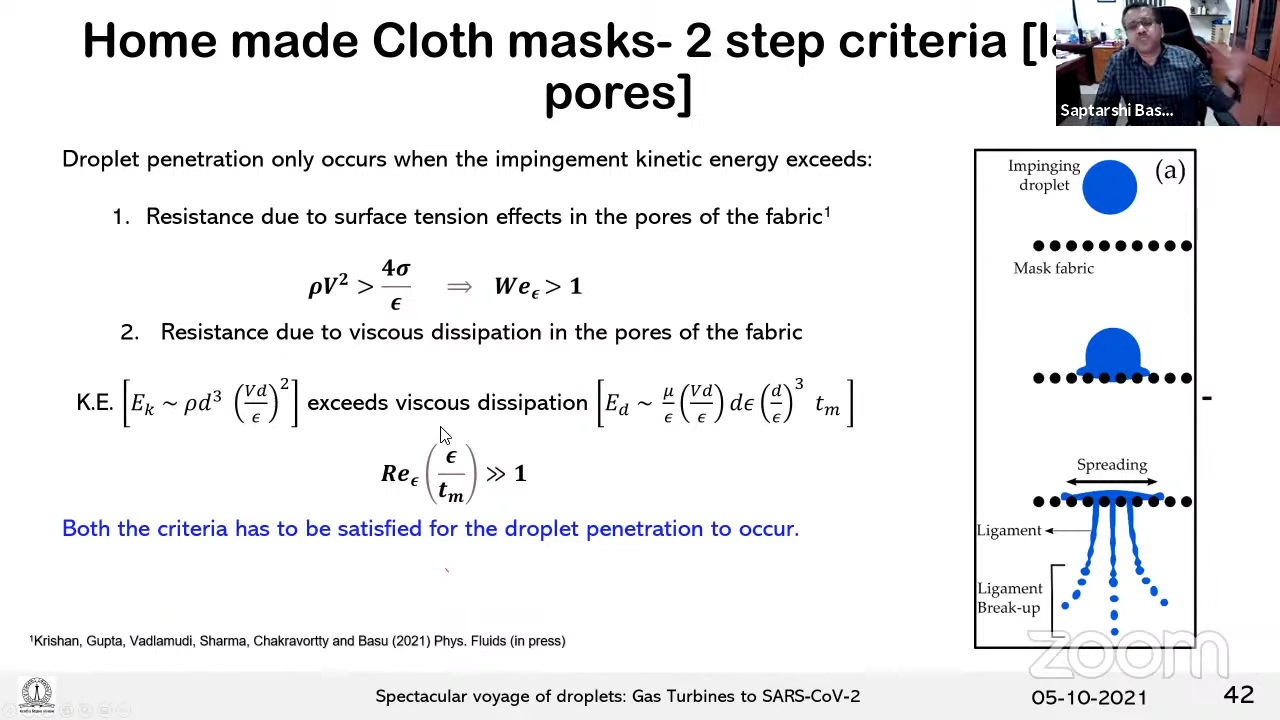 Home made Cloth masks- 2 step criteria [la
pores]
Saptarshi Bas...
Droplet penetration only occurs when the impingement kinetic energy exceeds:
1. Resistance due to surface tension effects in the pores of the fabric¹
ρV² > 4σ/ϵ ⟹ We_ϵ > 1
2. Resistance due to viscous dissipation in the pores of the fabric
K.E. [E_k ~ ρd³ (Vd/ϵ)²] exceeds viscous dissipation [E_d ~ μ/ϵ (Vd/ϵ) dϵ (d/ϵ)³ t_m]
Re_ϵ (ϵ/t_m) ≫ 1
Both the criteria has to be satisfied for the droplet penetration to occur.
Impinging
droplet
(a)
Mask fabric
Spreading
Ligament
Ligament
Break-up
-
¹Krishan, Gupta, Vadlamudi, Sharma, Chakravortty and Basu (2021) Phys. Fluids (in press)
zoom
Spectacular voyage of droplets: Gas Turbines to SARS-CoV-2
05-10-2021
42